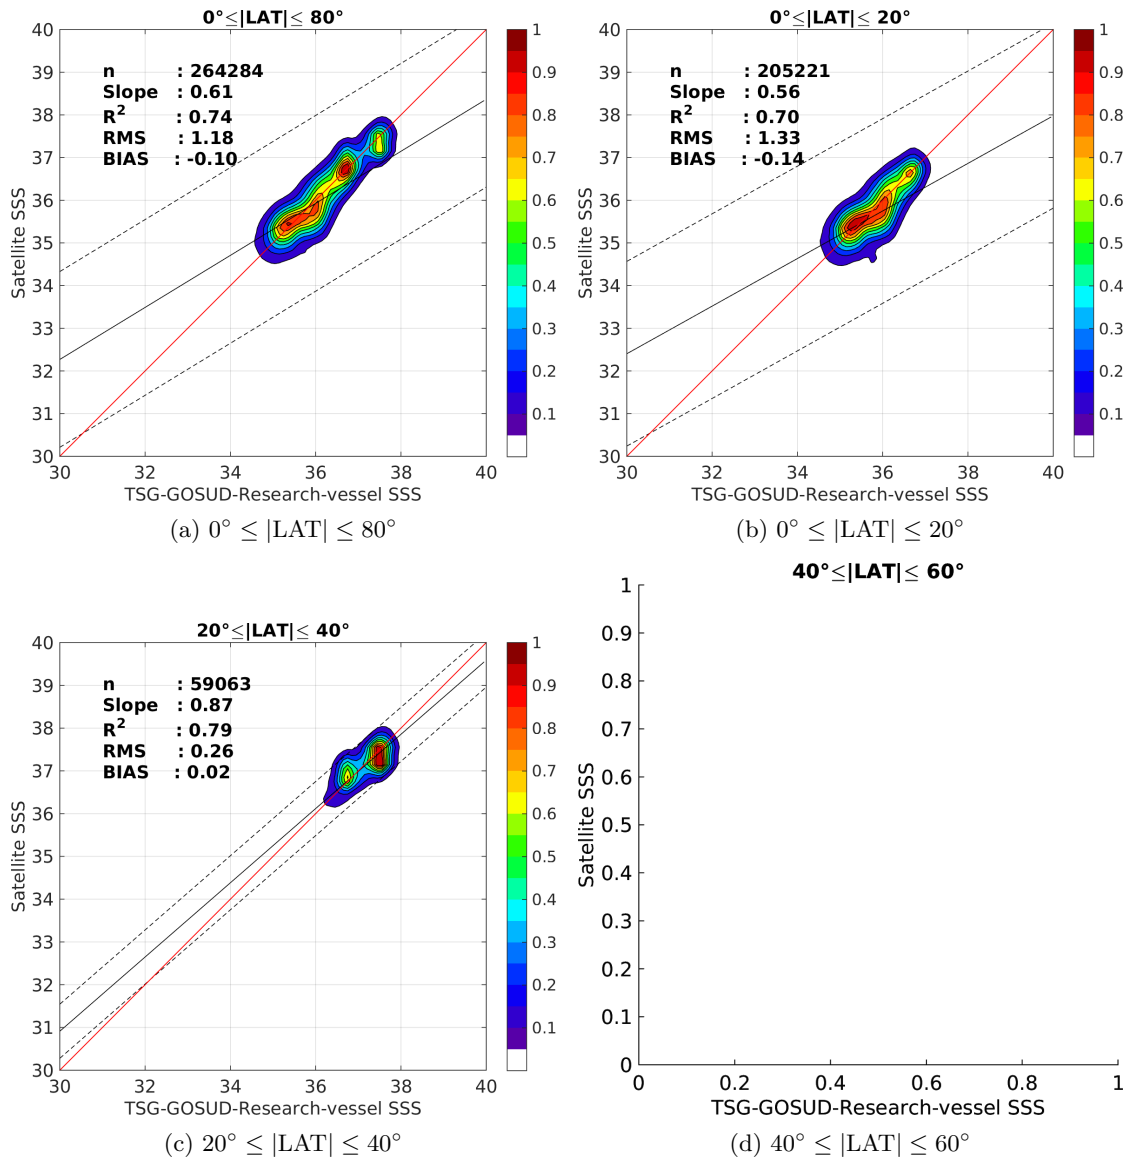 0°≤|LAT|≤ 80°
n : 264284
Slope : 0.61
R² : 0.74
RMS : 1.18
BIAS : -0.10
40
39
38
37
36
35
34
33
32
31
30
30 32 34 36 38 40
Satellite SSS
TSG-GOSUD-Research-vessel SSS
1
0.9
0.8
0.7
0.6
0.5
0.4
0.3
0.2
0.1
(a) 0° ≤ |LAT| ≤ 80°
0°≤|LAT|≤ 20°
n : 205221
Slope : 0.56
R² : 0.70
RMS : 1.33
BIAS : -0.14
40
39
38
37
36
35
34
33
32
31
30
30 32 34 36 38 40
Satellite SSS
TSG-GOSUD-Research-vessel SSS
1
0.9
0.8
0.7
0.6
0.5
0.4
0.3
0.2
0.1
(b) 0° ≤ |LAT| ≤ 20°
20°≤|LAT|≤ 40°
n : 59063
Slope : 0.87
R² : 0.79
RMS : 0.26
BIAS : 0.02
40
39
38
37
36
35
34
33
32
31
30
30 32 34 36 38 40
Satellite SSS
TSG-GOSUD-Research-vessel SSS
1
0.9
0.8
0.7
0.6
0.5
0.4
0.3
0.2
0.1
(c) 20° ≤ |LAT| ≤ 40°
40°≤|LAT|≤ 60°
1
0.9
0.8
0.7
0.6
0.5
0.4
0.3
0.2
0.1
0
0 0.2 0.4 0.6 0.8 1
Satellite SSS
TSG-GOSUD-Research-vessel SSS
(d) 40° ≤ |LAT| ≤ 60°